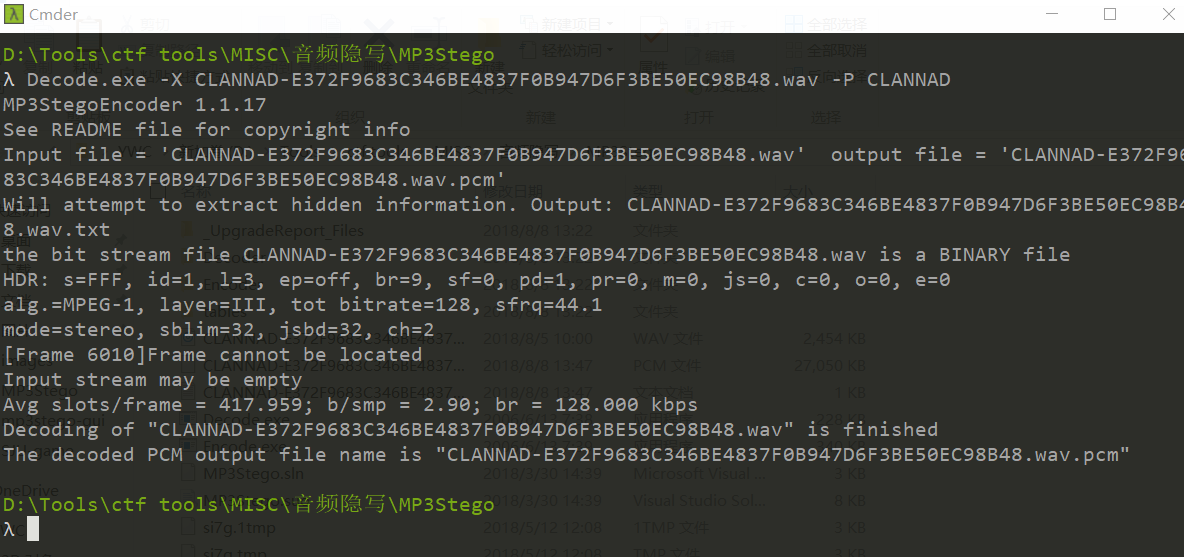 Cmder
D:\Tools\ctf tools\MISC\音频隐写\MP3Stego
λ Decode.exe -X CLANNAD-E372F9683C346BE4837F0B947D6F3BE50EC98B48.wav -P CLANNAD
MP3StegoEncoder 1.1.17
See README file for copyright info
Input file = 'CLANNAD-E372F9683C346BE4837F0B947D6F3BE50EC98B48.wav'  output file = 'CLANNAD-E372F96
83C346BE4837F0B947D6F3BE50EC98B48.wav.pcm'
Will attempt to extract hidden information. Output: CLANNAD-E372F9683C346BE4837F0B947D6F3BE50EC98B4
8.wav.txt
the bit stream file CLANNAD-E372F9683C346BE4837F0B947D6F3BE50EC98B48.wav is a BINARY file
HDR: s=FFF, id=1, l=3, ep=off, br=9, sf=0, pd=1, pr=0, m=0, js=0, c=0, o=0, e=0
alg.=MPEG-1, layer=III, tot bitrate=128, sfrq=44.1
mode=stereo, sblim=32, jsbd=32, ch=2
[Frame 6010]Frame cannot be located
Input stream may be empty
Avg slots/frame = 417.959; b/smp = 2.90; br = 128.000 kbps
Decoding of "CLANNAD-E372F9683C346BE4837F0B947D6F3BE50EC98B48.wav" is finished
The decoded PCM output file name is "CLANNAD-E372F9683C346BE4837F0B947D6F3BE50EC98B48.wav.pcm"
D:\Tools\ctf tools\MISC\音频隐写\MP3Stego
λ